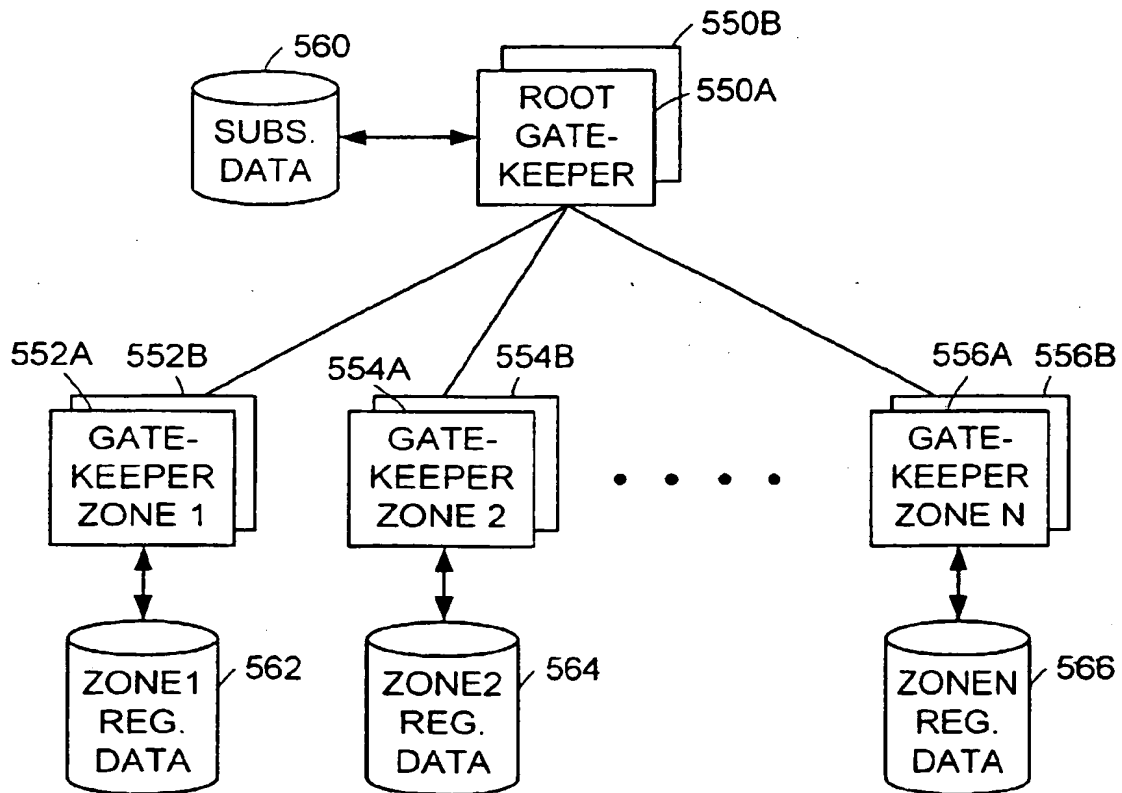 550B
560
550A
ROOT
GATE-
KEEPER
SUBS.
DATA
552A
552B
554A
554B
556A
556B
GATE-
KEEPER
ZONE 1
GATE-
KEEPER
ZONE 2
GATE-
KEEPER
ZONE N
ZONE1
REG.
DATA
562
ZONE2
REG.
DATA
564
ZONEN
REG.
DATA
566